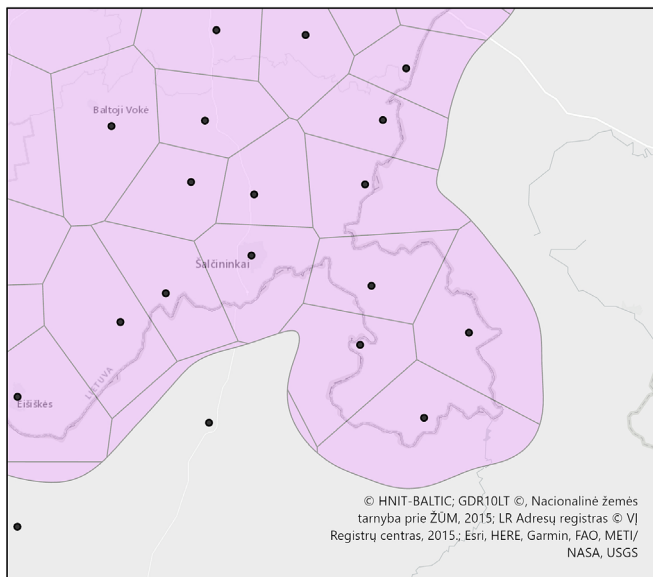 Baltoji Vokė
Šalčininkai
LIETUVA
Eišiškės
© HNIT-BALTIC; GDR10LT ©, Nacionalinė žemės
tarnyba prie ŽŪM, 2015; LR Adresų registras © VĮ
Registrų centras, 2015.; Esri, HERE, Garmin, FAO, METI/
NASA, USGS